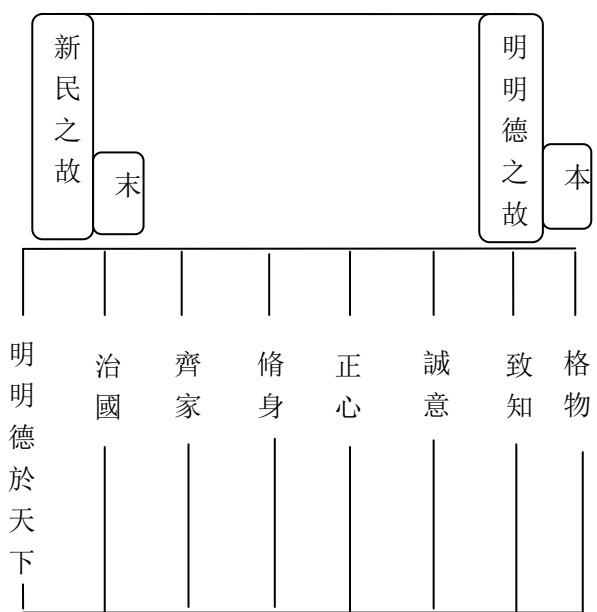 本
明明德之故
末
新民之故
格物
致知
誠意
正心
脩身
齊家
治國
明明德於天下